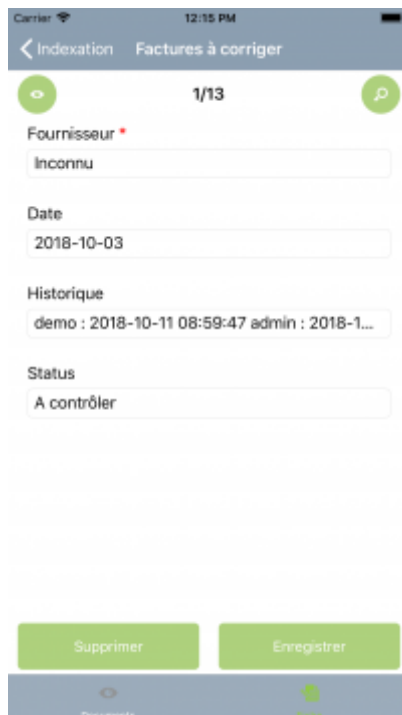 Carrier 12:15 PM
Indexation Factures à corriger
1/13
Fournisseur *
Inconnu
Date
2018-10-03
Historique
demo : 2018-10-11 08:59:47 admin : 2018-1...
Status
A contrôler
Supprimer Enregistrer